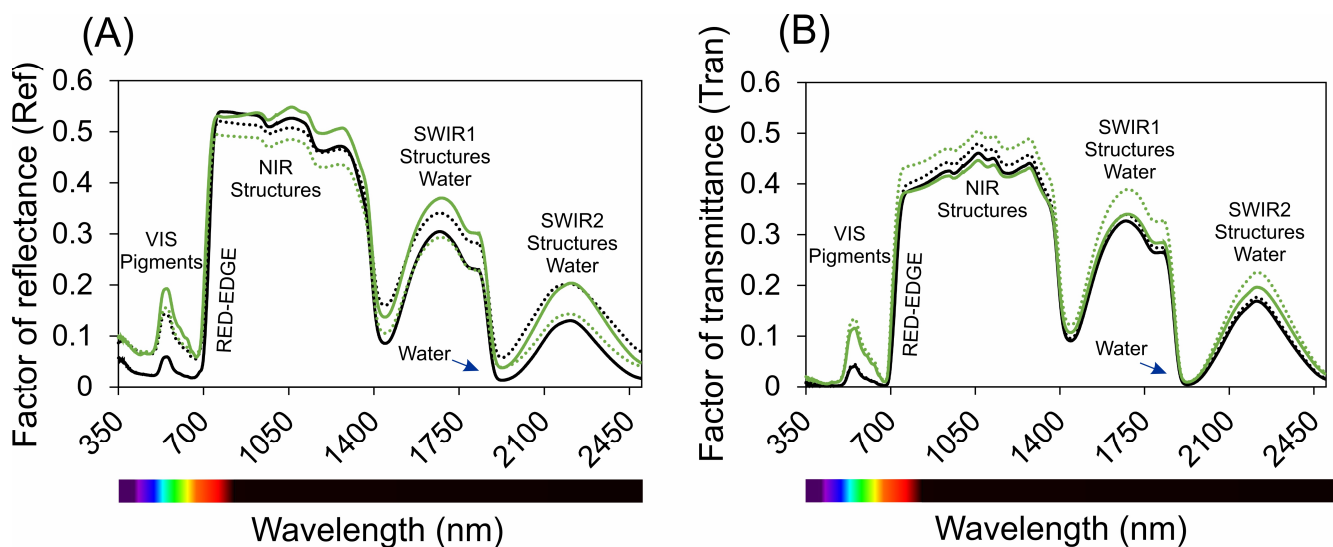 (A)
Factor of reflectance (Ref)
0.6
0.5
0.4
0.3
0.2
0.1
0
VIS
Pigments
RED-EDGE
NIR
Structures
SWIR1
Structures
Water
SWIR2
Structures
Water
Water
350
700
1050
1400
1750
2100
2450
Wavelength (nm)
(B)
Factor of transmittance (Tran)
0.6
0.5
0.4
0.3
0.2
0.1
0
VIS
Pigments
RED-EDGE
NIR
Structures
SWIR1
Structures
Water
SWIR2
Structures
Water
Water
350
700
1050
1400
1750
2100
2450
Wavelength (nm)